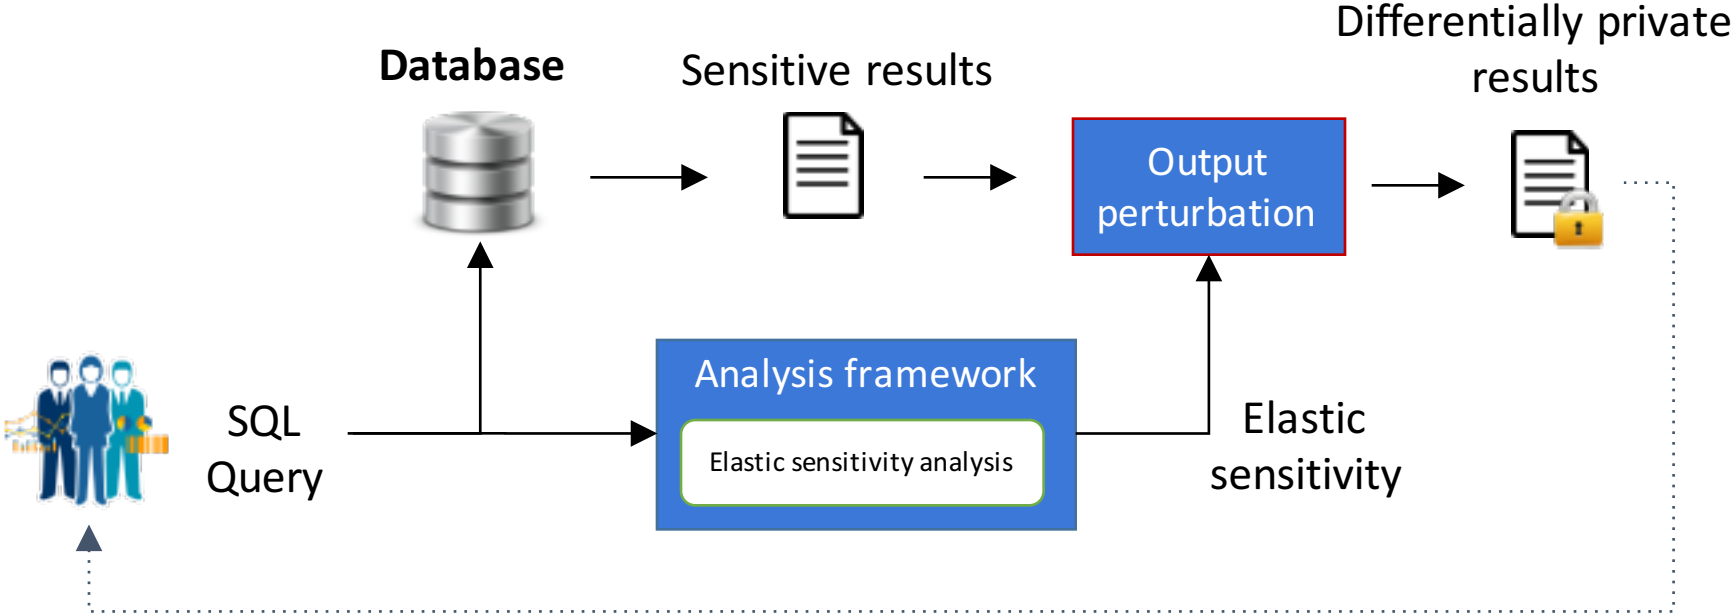 Differentially private
results
Database
Sensitive results
Output
perturbation
Analysis framework
Elastic sensitivity analysis
SQL
Query
Elastic
sensitivity